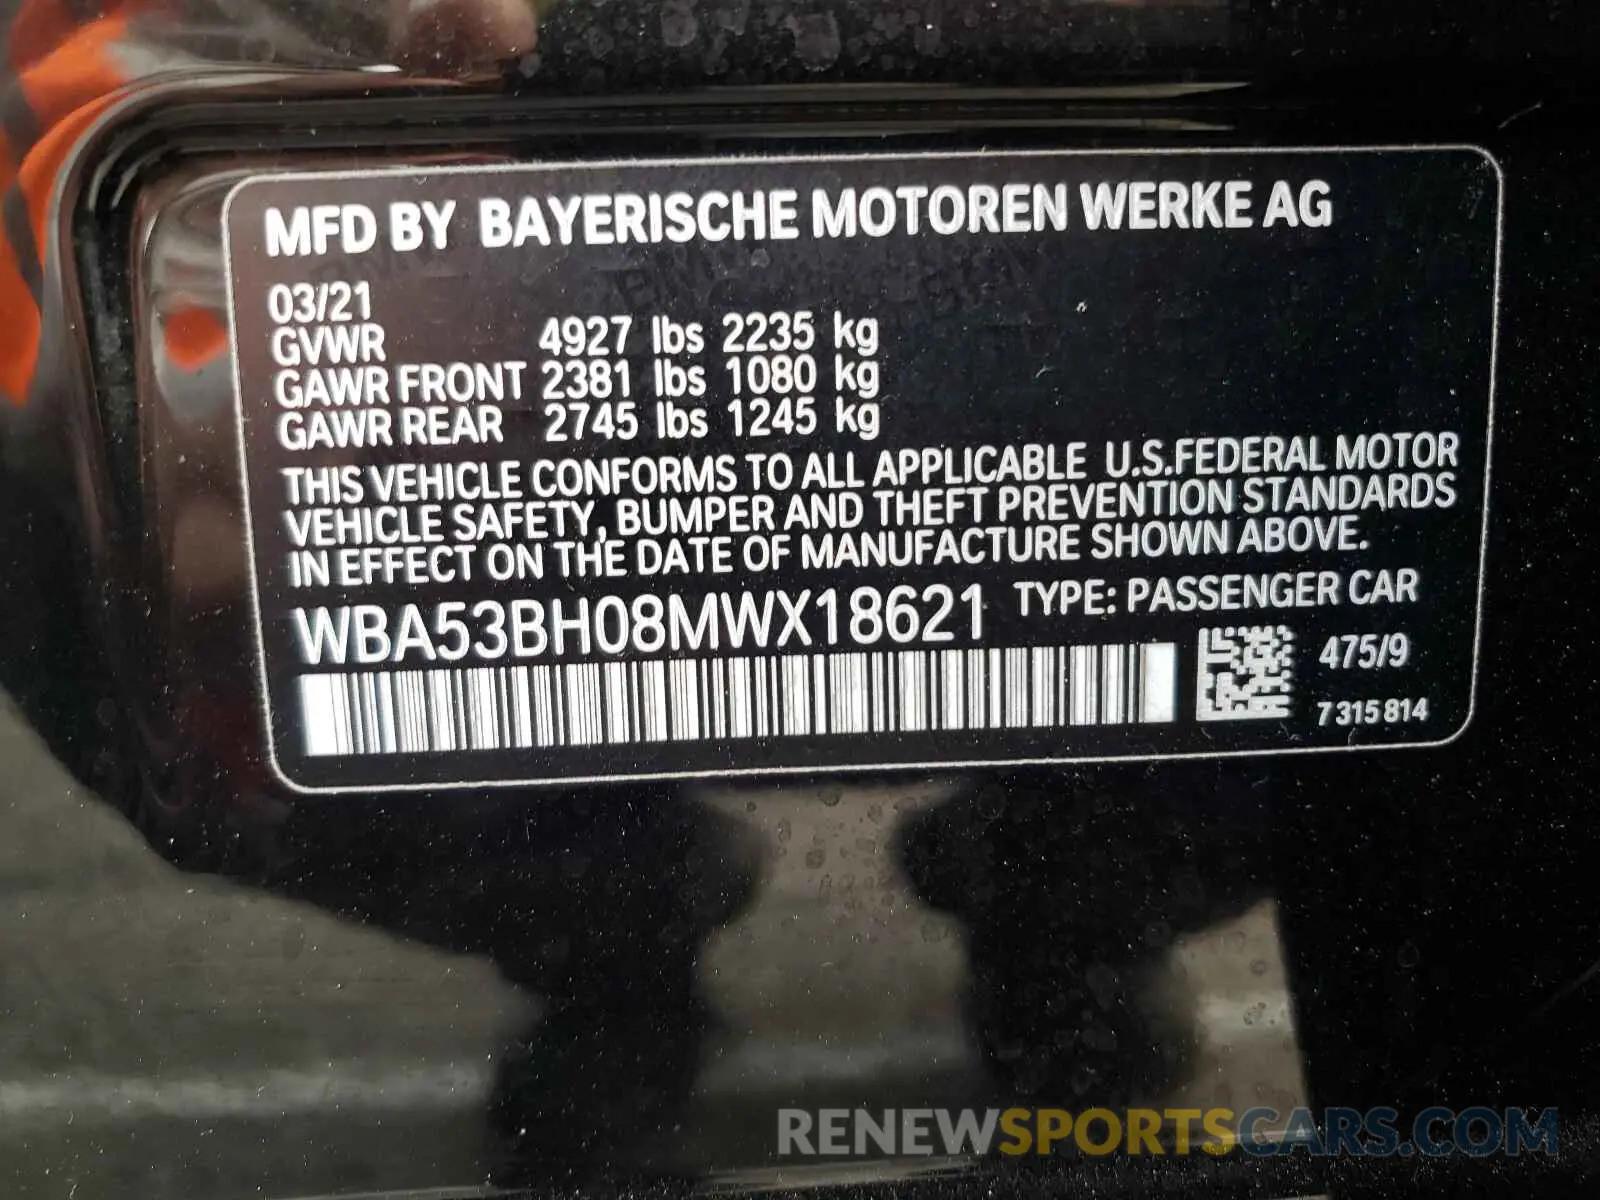 MFD BY BAYERISCHE MOTOREN WERKE AG
03/21
GVWR 4927 lbs 2235 kg
GAWR FRONT 2381 lbs 1080 kg
GAWR REAR 2745 lbs 1245 kg
THIS VEHICLE CONFORMS TO ALL APPLICABLE U.S.FEDERAL MOTOR
VEHICLE SAFETY, BUMPER AND THEFT PREVENTION STANDARDS
IN EFFECT ON THE DATE OF MANUFACTURE SHOWN ABOVE.
WBA53BH08MWX18621 TYPE: PASSENGER CAR
475/9
7 315 814
RENEWSPORTSCARS.COM